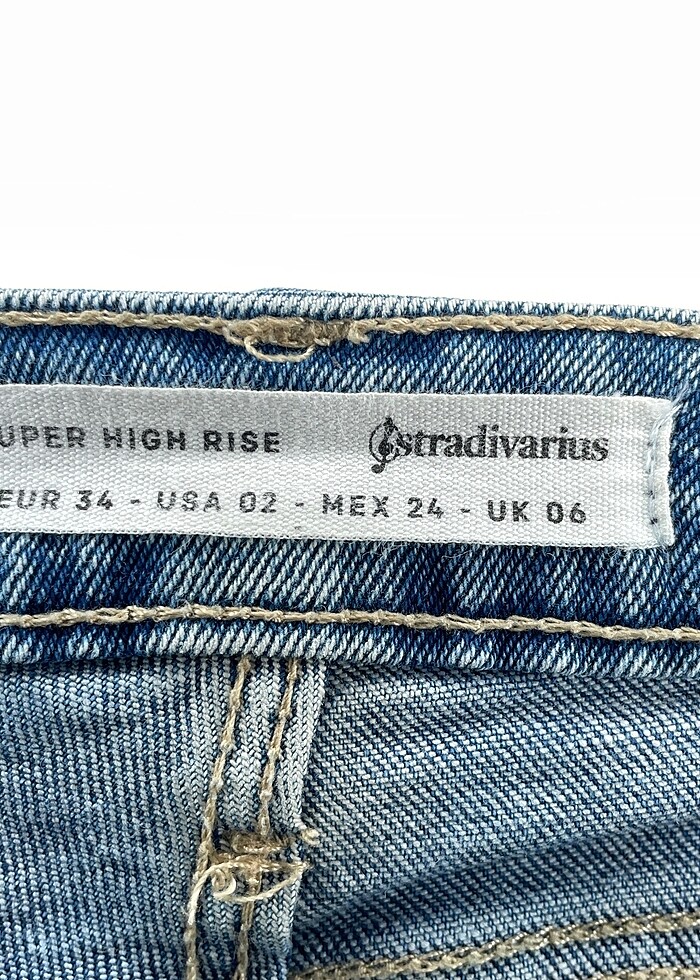 UPER HIGH RISE stradivarius
EUR 34 - USA 02 - MEX 24 - UK 06